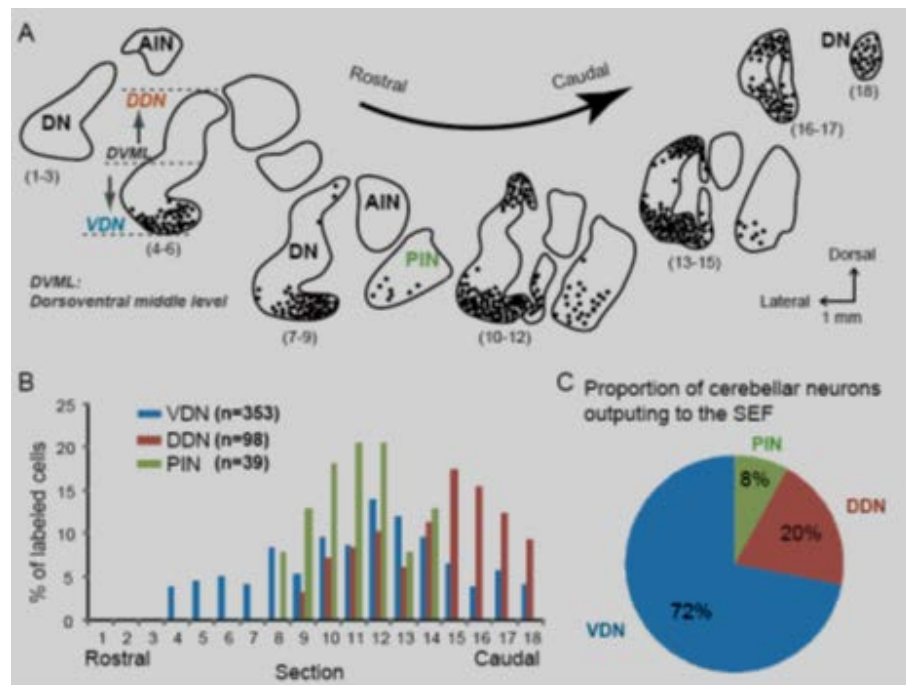 A
AIN
DN
DDN
DVML
VDN
(1-3)
(4-6)
Rostral
Caudal
DN
(18)
(16-17)
AIN
DN
PIN
(7-9)
(10-12)
(13-15)
Dorsal
Lateral
1 mm
DVML:
Dorsoventral middle level
B
25
20
15
10
5
0
% of labeled cells
VDN (n=353)
DDN (n=98)
PIN (n=39)
1 2 3 4 5 6 7 8 9 10 11 12 13 14 15 16 17 18
Rostral
Section
Caudal
C
Proportion of cerebellar neurons
outputing to the SEF
PIN
8%
DDN
20%
72%
VDN